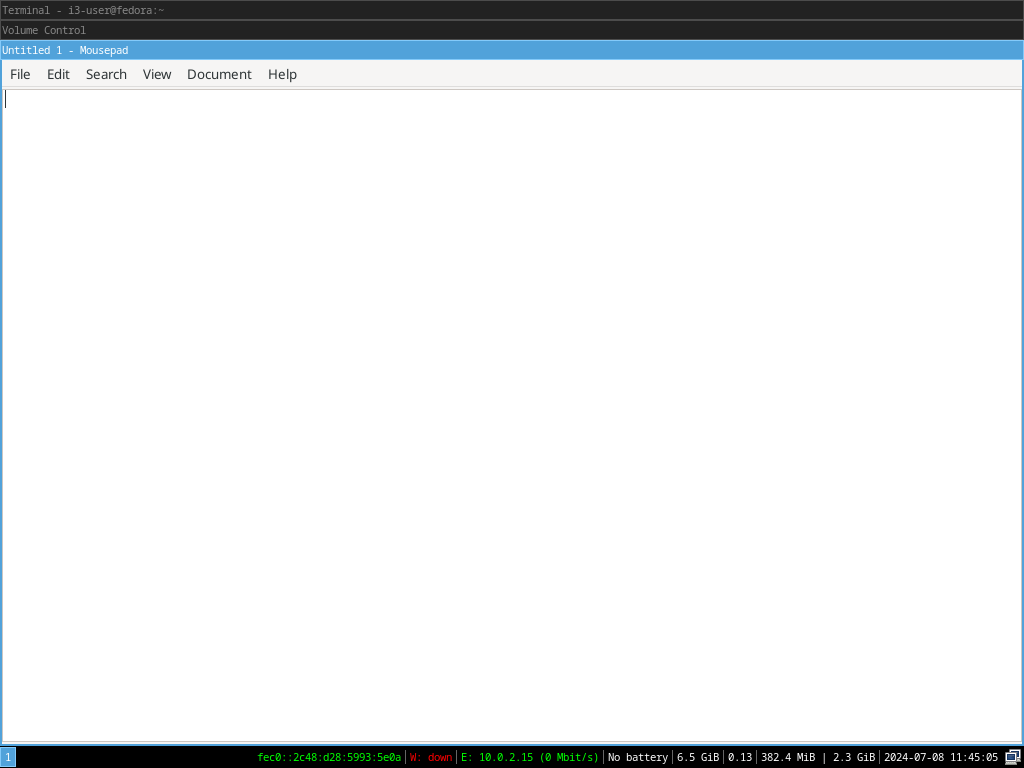 Terminal - i3-user@fedora:~
Volume Control
Untitled 1 - Mousepad
File Edit Search View Document Help
1 fec0::2c48:d28:5993:5e0a W: down E: 10.0.2.15 (0 Mbit/s) No battery 6.5 GiB 0.13 382.4 MiB | 2.3 GiB 2024-07-08 11:45:05